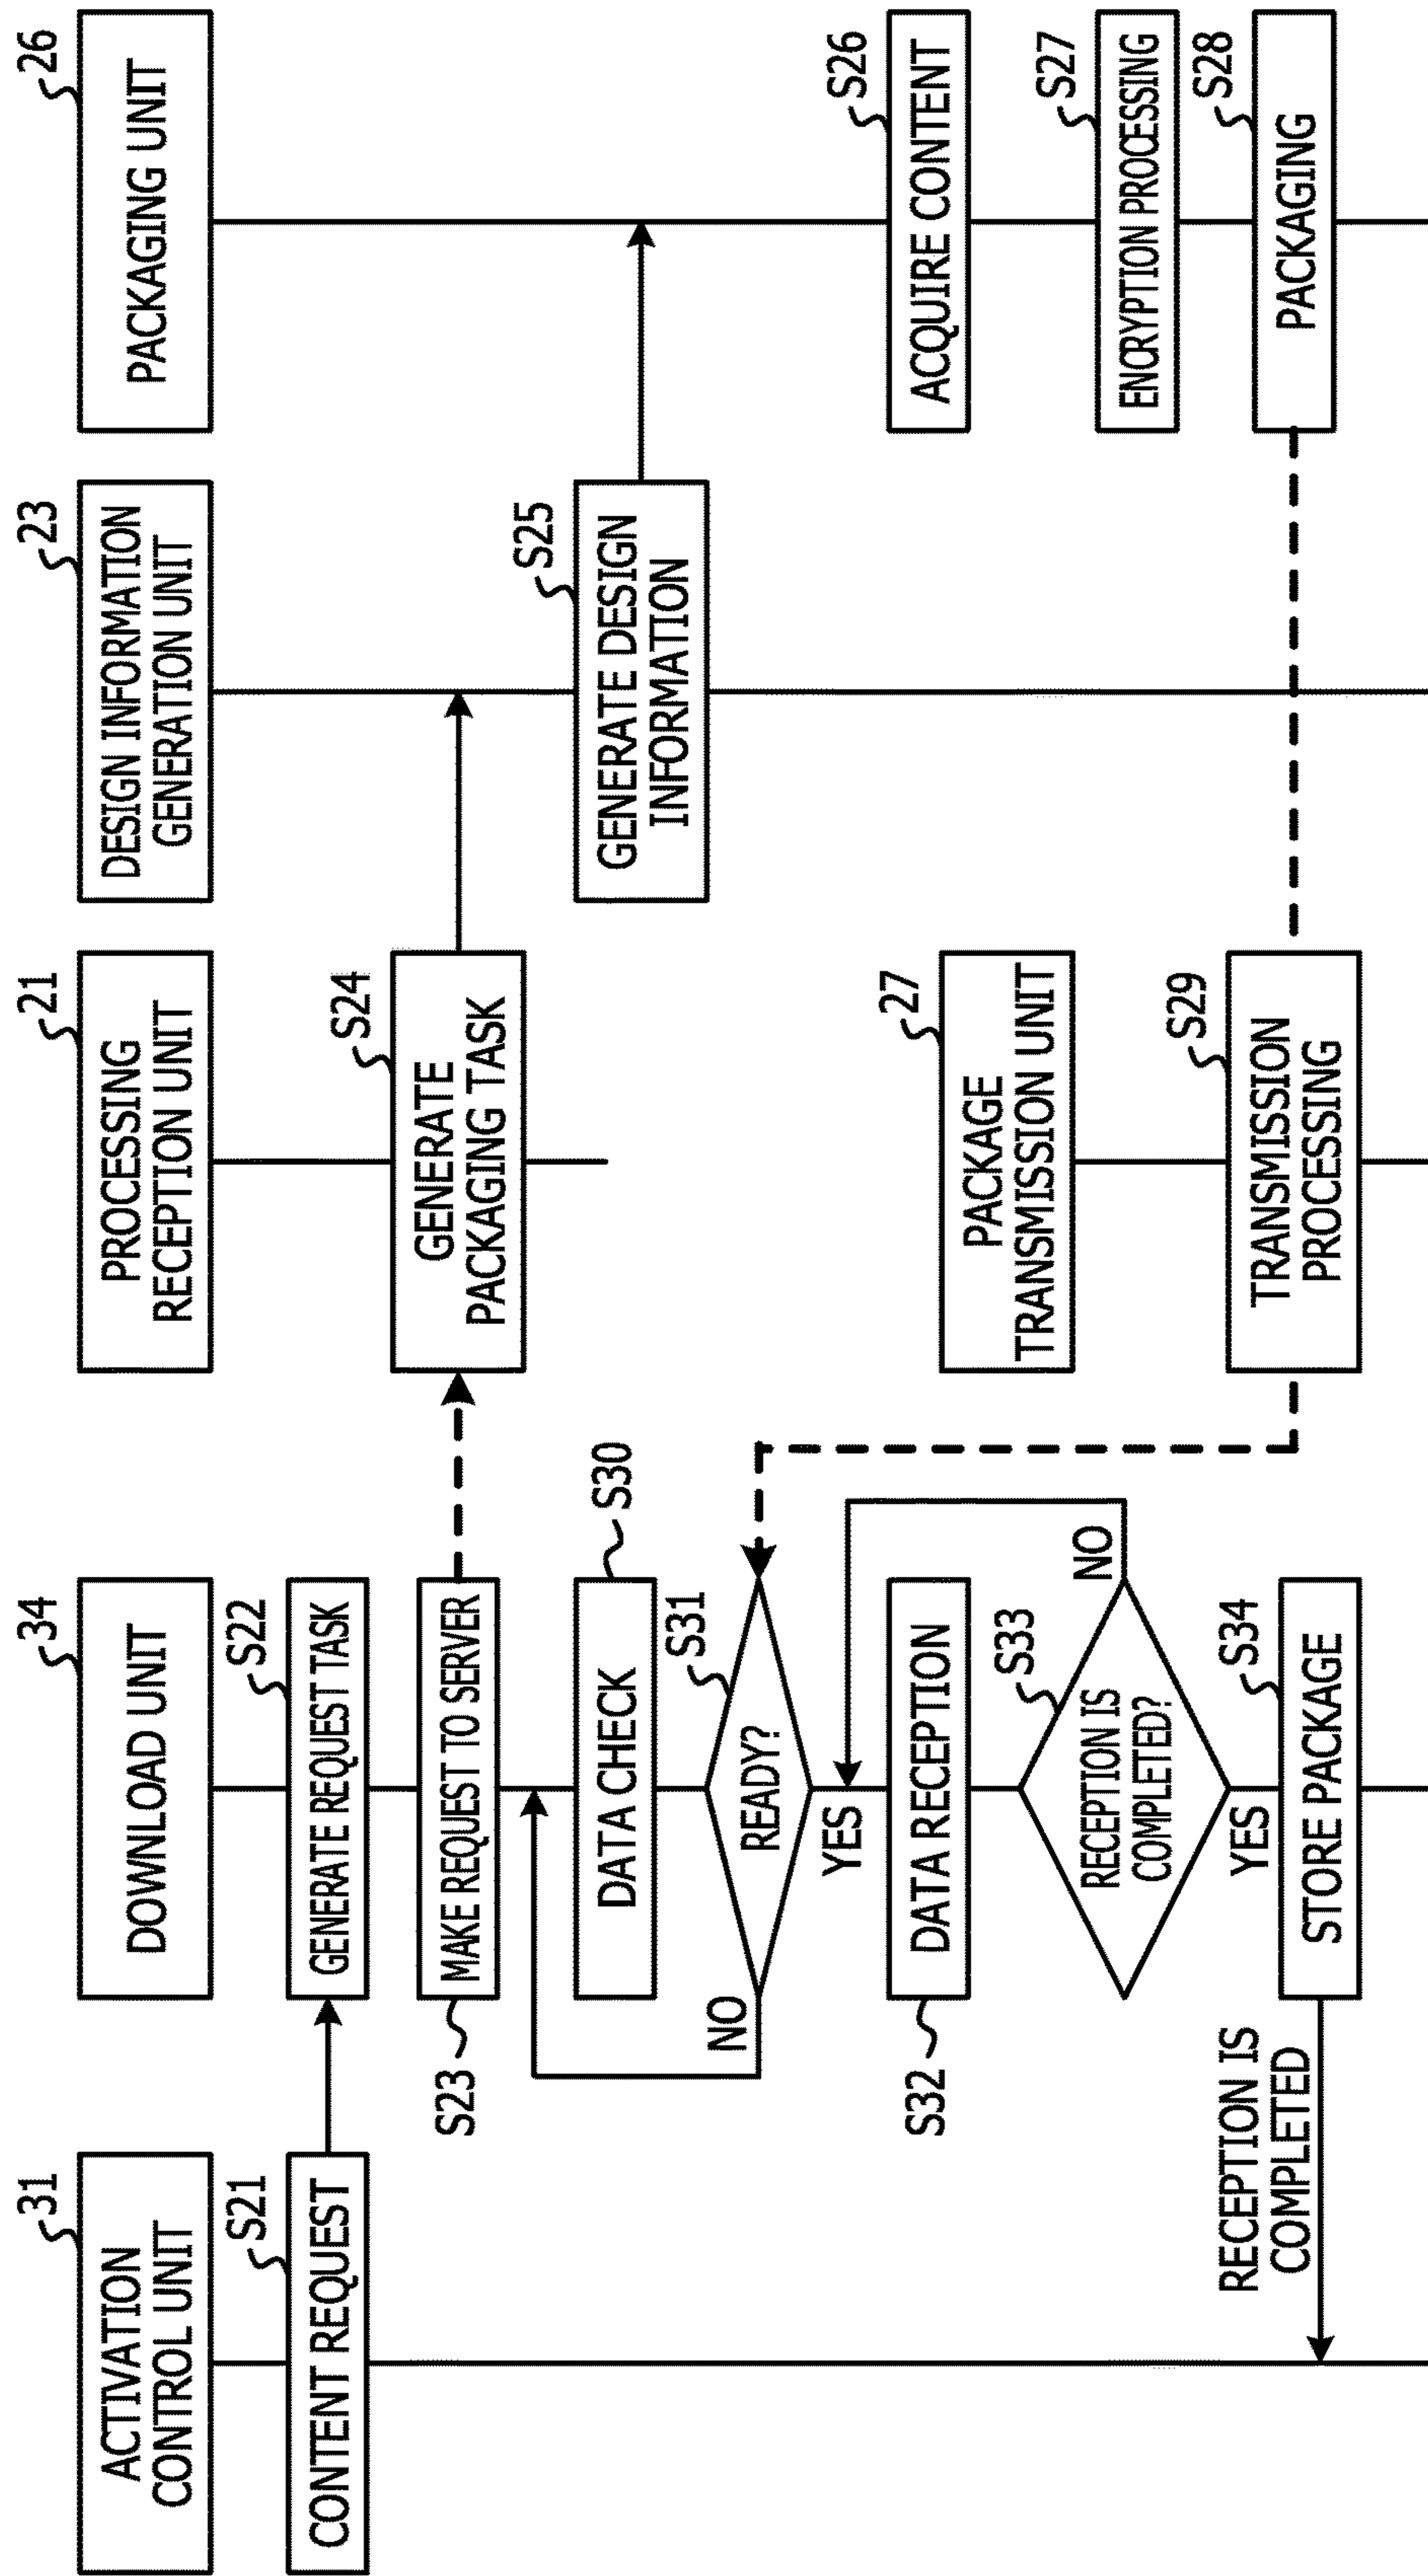 31
ACTIVATION
CONTROL UNIT
34
DOWNLOAD UNIT
21
PROCESSING
RECEPTION UNIT
23
DESIGN INFORMATION
GENERATION UNIT
26
PACKAGING UNIT
S21
CONTENT REQUEST
S22
GENERATE REQUEST TASK
S23
MAKE REQUEST TO SERVER
S24
GENERATE
PACKAGING TASK
S25
GENERATE DESIGN
INFORMATION
S30
DATA CHECK
S31
READY?
NO
YES
S26
ACQUIRE CONTENT
S32
DATA RECEPTION
27
PACKAGE
TRANSMISSION UNIT
S27
ENCRYPTION PROCESSING
S33
RECEPTION IS
COMPLETED?
NO
YES
S28
PACKAGING
S29
TRANSMISSION
PROCESSING
S34
STORE PACKAGE
RECEPTION IS
COMPLETED